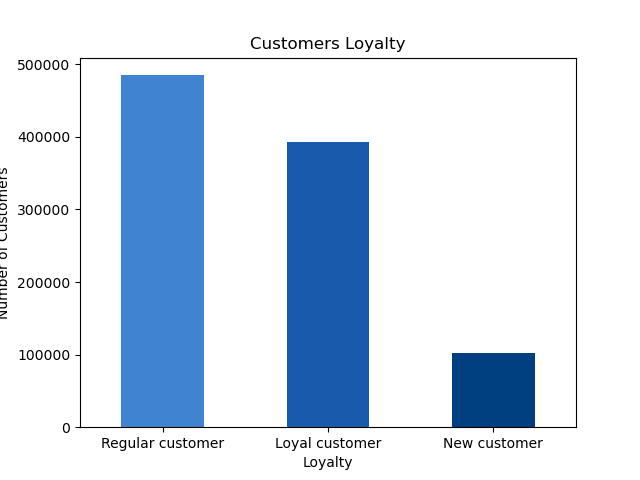 Customers Loyalty
Number of Customers
500000
400000
300000
200000
100000
0
Regular customer
Loyal customer
New customer
Loyalty